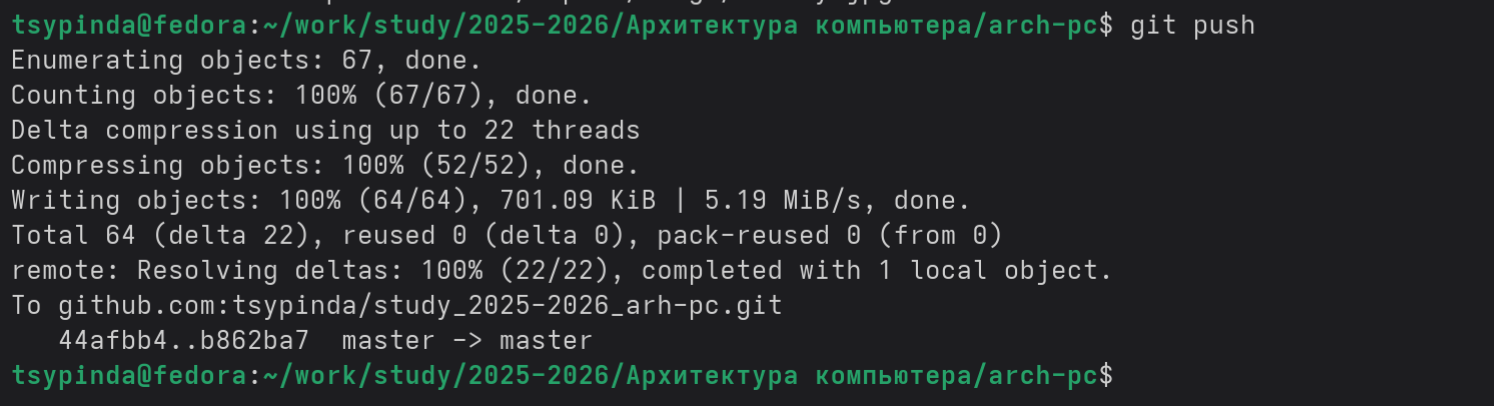 tsypinda@fedora:~/work/study/2025-2026/Архитектура компьютера/arch-pc$ git push
Enumerating objects: 67, done.
Counting objects: 100% (67/67), done.
Delta compression using up to 22 threads
Compressing objects: 100% (52/52), done.
Writing objects: 100% (64/64), 701.09 KiB | 5.19 MiB/s, done.
Total 64 (delta 22), reused 0 (delta 0), pack-reused 0 (from 0)
remote: Resolving deltas: 100% (22/22), completed with 1 local object.
To github.com:tsypinda/study_2025-2026_arh-pc.git
   44afbb4..b862ba7  master -> master
tsypinda@fedora:~/work/study/2025-2026/Архитектура компьютера/arch-pc$